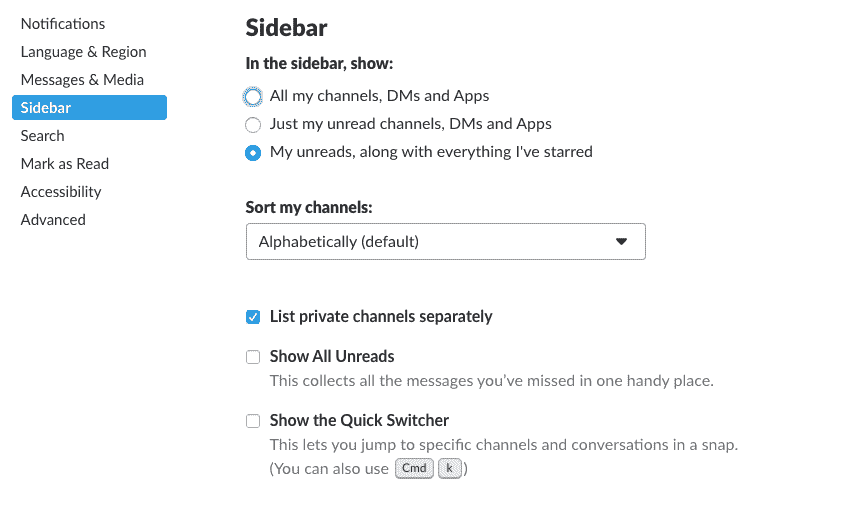 Notifications
Language & Region
Messages & Media
Sidebar
Search
Mark as Read
Accessibility
Advanced
Sidebar
In the sidebar, show:
All my channels, DMs and Apps
Just my unread channels, DMs and Apps
My unreads, along with everything I've starred
Sort my channels:
Alphabetically (default)
List private channels separately
Show All Unreads
This collects all the messages you've missed in one handy place.
Show the Quick Switcher
This lets you jump to specific channels and conversations in a snap.
(You can also use Cmd k)